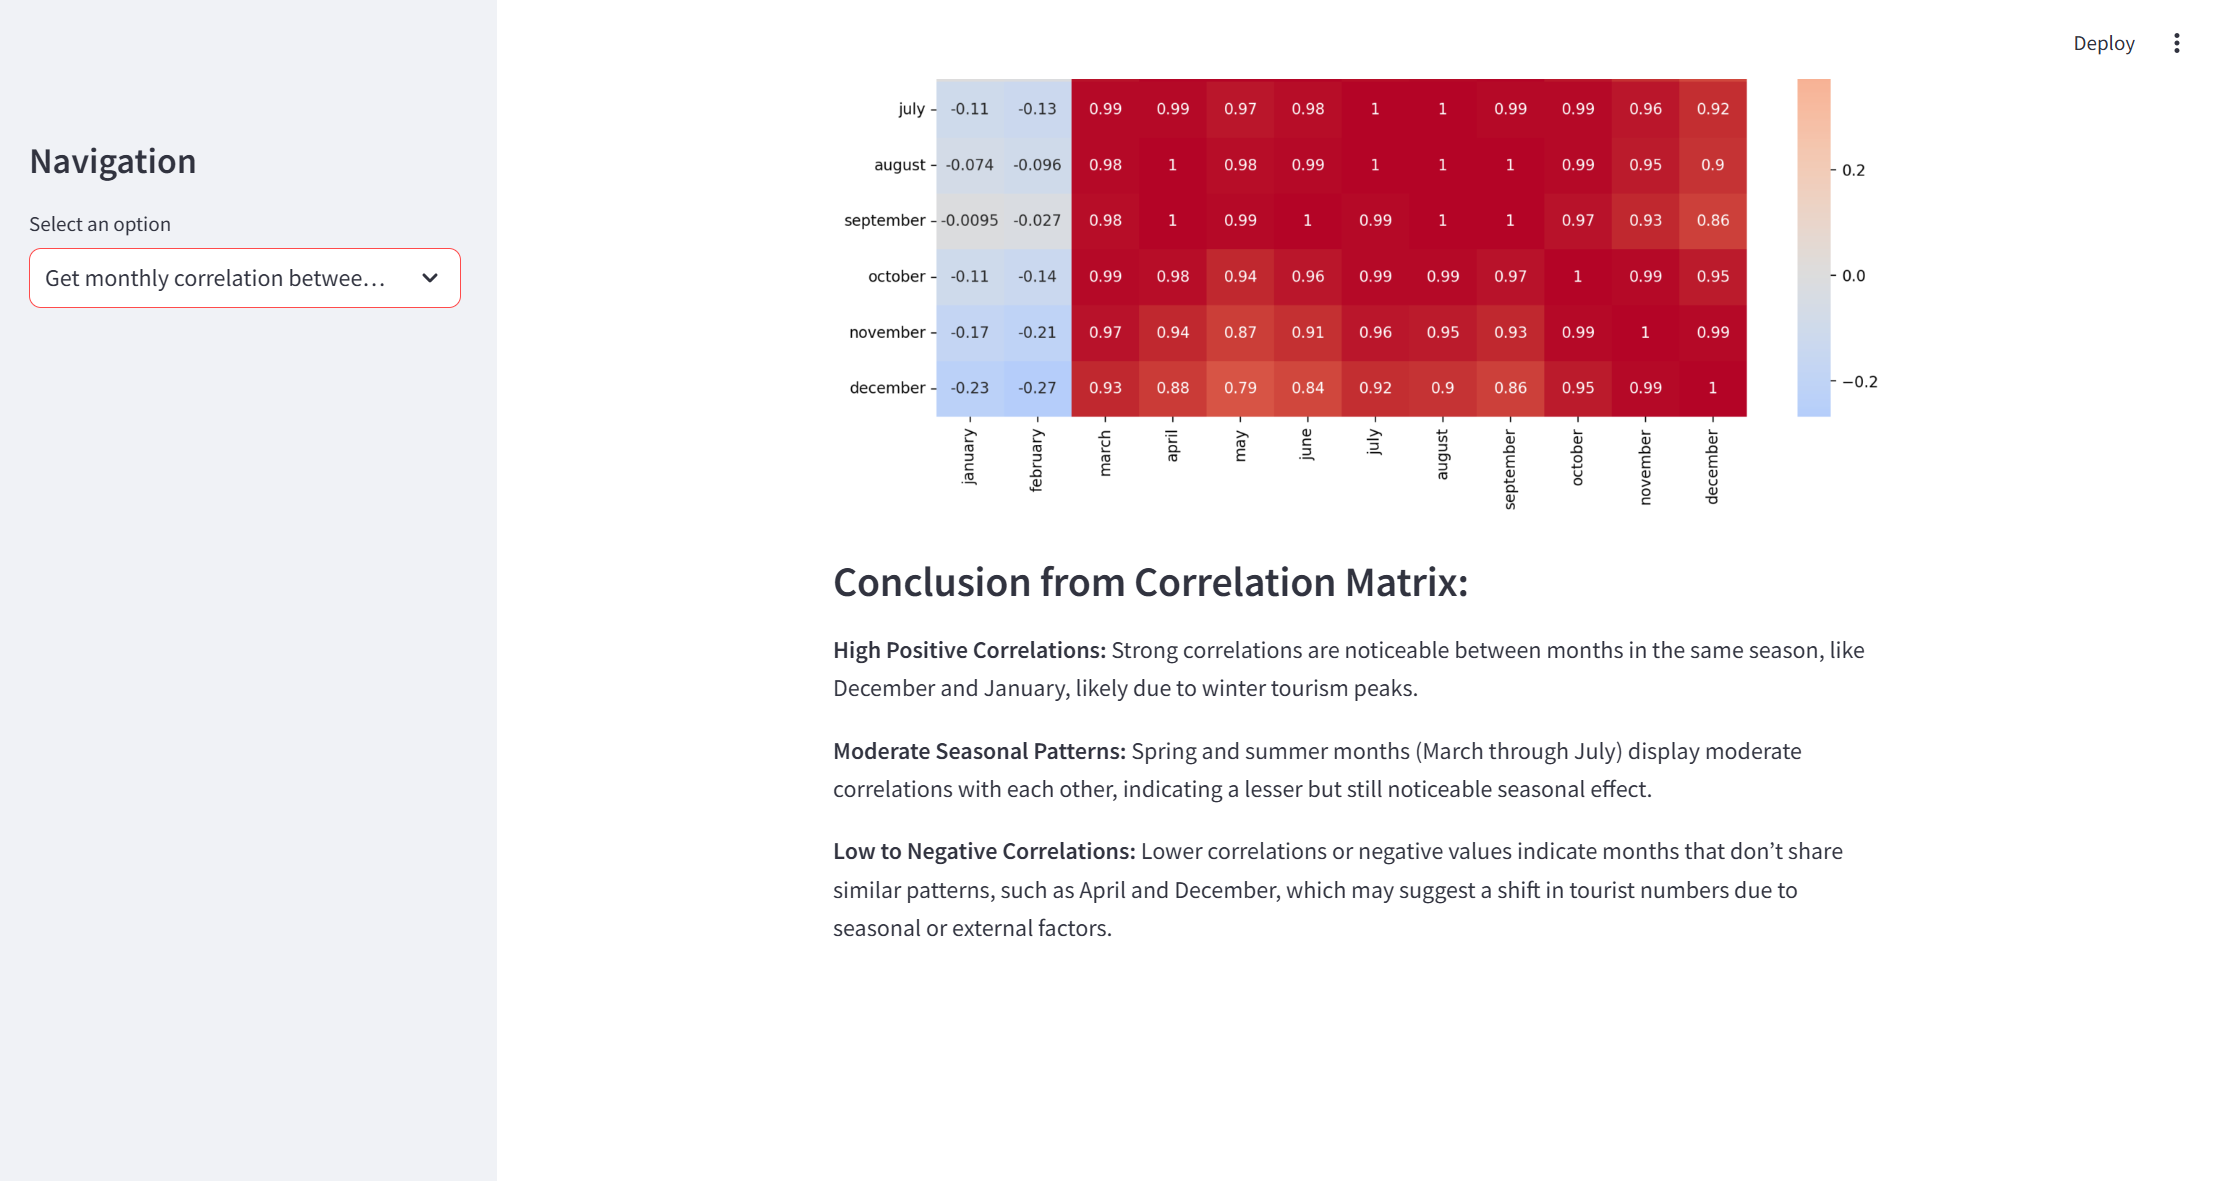 Deploy
Navigation
Select an option
Get monthly correlation betwee…
july -0.11 -0.13 0.99 0.99 0.97 0.98 1 1 0.99 0.99 0.96 0.92
august -0.074 -0.096 0.98 1 0.98 0.99 1 1 1 0.99 0.95 0.9
september -0.0095 -0.027 0.98 1 0.99 1 0.99 1 1 0.97 0.93 0.86
october -0.11 -0.14 0.99 0.98 0.94 0.96 0.99 0.99 0.97 1 0.99 0.95
november -0.17 -0.21 0.97 0.94 0.87 0.91 0.96 0.95 0.93 0.99 1 0.99
december -0.23 -0.27 0.93 0.88 0.79 0.84 0.92 0.9 0.86 0.95 0.99 1
january february march april may june july august september october november december
0.2
0.0
−0.2
Conclusion from Correlation Matrix:
High Positive Correlations: Strong correlations are noticeable between months in the same season, like
December and January, likely due to winter tourism peaks.
Moderate Seasonal Patterns: Spring and summer months (March through July) display moderate
correlations with each other, indicating a lesser but still noticeable seasonal effect.
Low to Negative Correlations: Lower correlations or negative values indicate months that don’t share
similar patterns, such as April and December, which may suggest a shift in tourist numbers due to
seasonal or external factors.